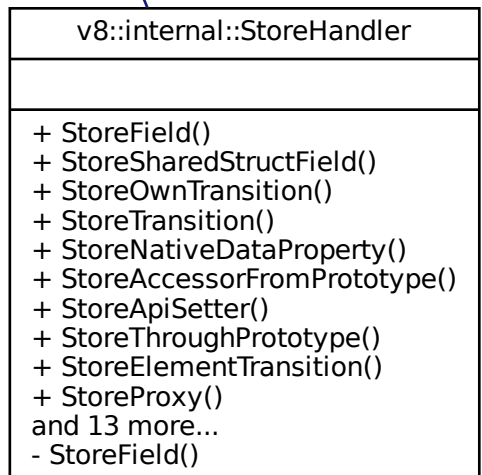 v8::internal::StoreHandler
+ StoreField()
+ StoreSharedStructField()
+ StoreOwnTransition()
+ StoreTransition()
+ StoreNativeDataProperty()
+ StoreAccessorFromPrototype()
+ StoreApiSetter()
+ StoreThroughPrototype()
+ StoreElementTransition()
+ StoreProxy()
and 13 more...
- StoreField()